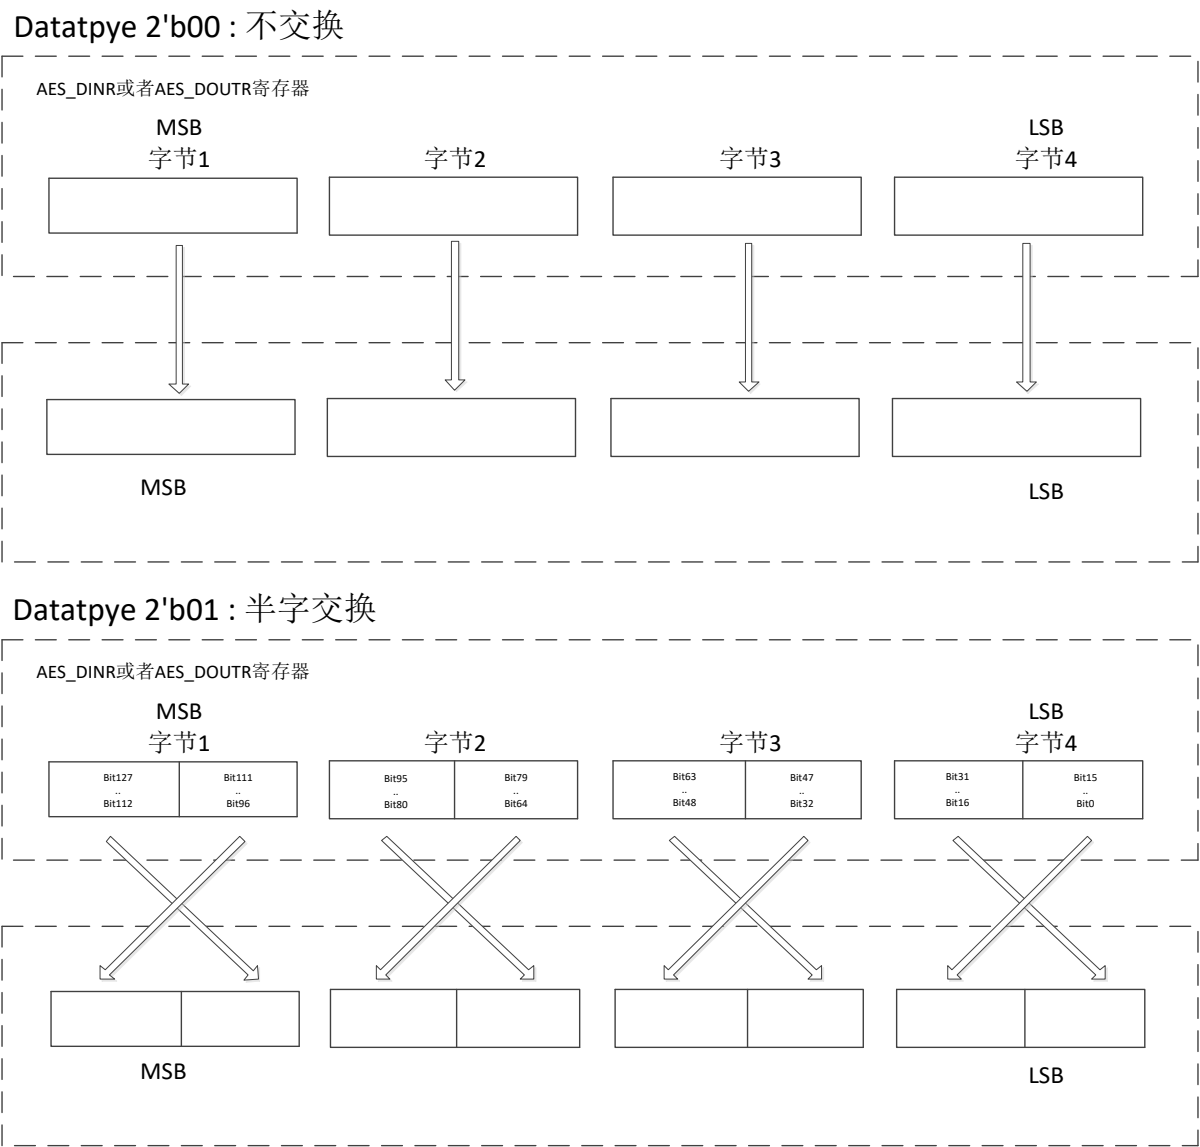 Datatpye 2'b00 : 不交换
AES_DINR或者AES_DOUTR寄存器
MSB LSB
字节1 字节2 字节3 字节4
MSB LSB
Datatpye 2'b01 : 半字交换
AES_DINR或者AES_DOUTR寄存器
MSB LSB
字节1 字节2 字节3 字节4
Bit127 Bit111 Bit95 Bit79 Bit63 Bit47 Bit31 Bit15
.. .. .. .. .. .. .. ..
Bit112 Bit96 Bit80 Bit64 Bit48 Bit32 Bit16 Bit0
MSB LSB